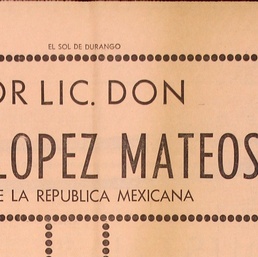 EL SOL DE DURANGO
OR LIC. DON
LOPEZ MATEOS
E LA REPUBLICA MEXICANA